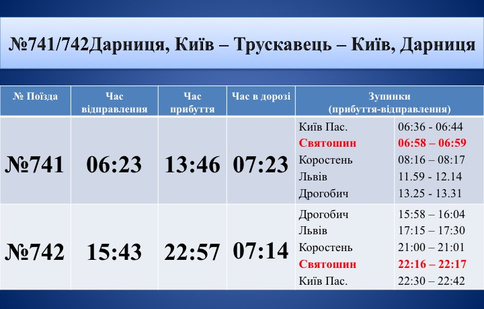 №741/742Дарниця, Київ – Трускавець – Київ, Дарниця
№ Поїзда
Час
відправлення
Час
прибуття
Час в дорозі
Зупинки
(прибуття-відправлення)
№741
06:23
13:46
07:23
Київ Пас. 06:36 - 06:44
Святошин 06:58 – 06:59
Коростень 08:16 – 08:17
Львів 11.59 - 12.14
Дрогобич 13.25 - 13.31
№742
15:43
22:57
07:14
Дрогобич 15:58 – 16:04
Львів 17:15 – 17:30
Коростень 21:00 – 21:01
Святошин 22:16 – 22:17
Київ Пас. 22:30 – 22:42